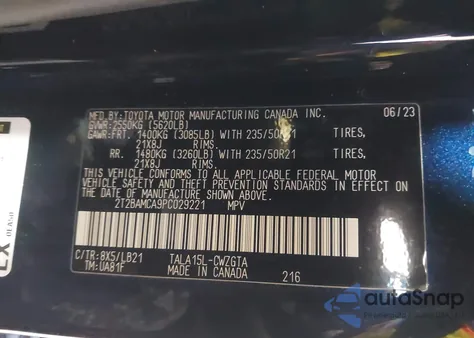 MFD.BY:TOYOTA MOTOR MANUFACTURING CANADA INC. 06/23
GVWR:2550KG (5620LB)
GAWR:FRT. 1400KG (3085LB) WITH 235/50R21 TIRES,
21X8J RIMS.
RR. 1480KG (3260LB) WITH 235/50R21 TIRES,
21X8J RIMS.
THIS VEHICLE CONFORMS TO ALL APPLICABLE FEDERAL MOTOR
VEHICLE SAFETY AND THEFT PREVENTION STANDARDS IN EFFECT
ON THE DATE OF MANUFACTURE SHOWN ABOVE.
2T2BAMCA9PC029221 MPV
C/TR:8X5/LB21 TALA15L-CWZGTA
TM:UA81F MADE IN CANADA 216
autoSnap